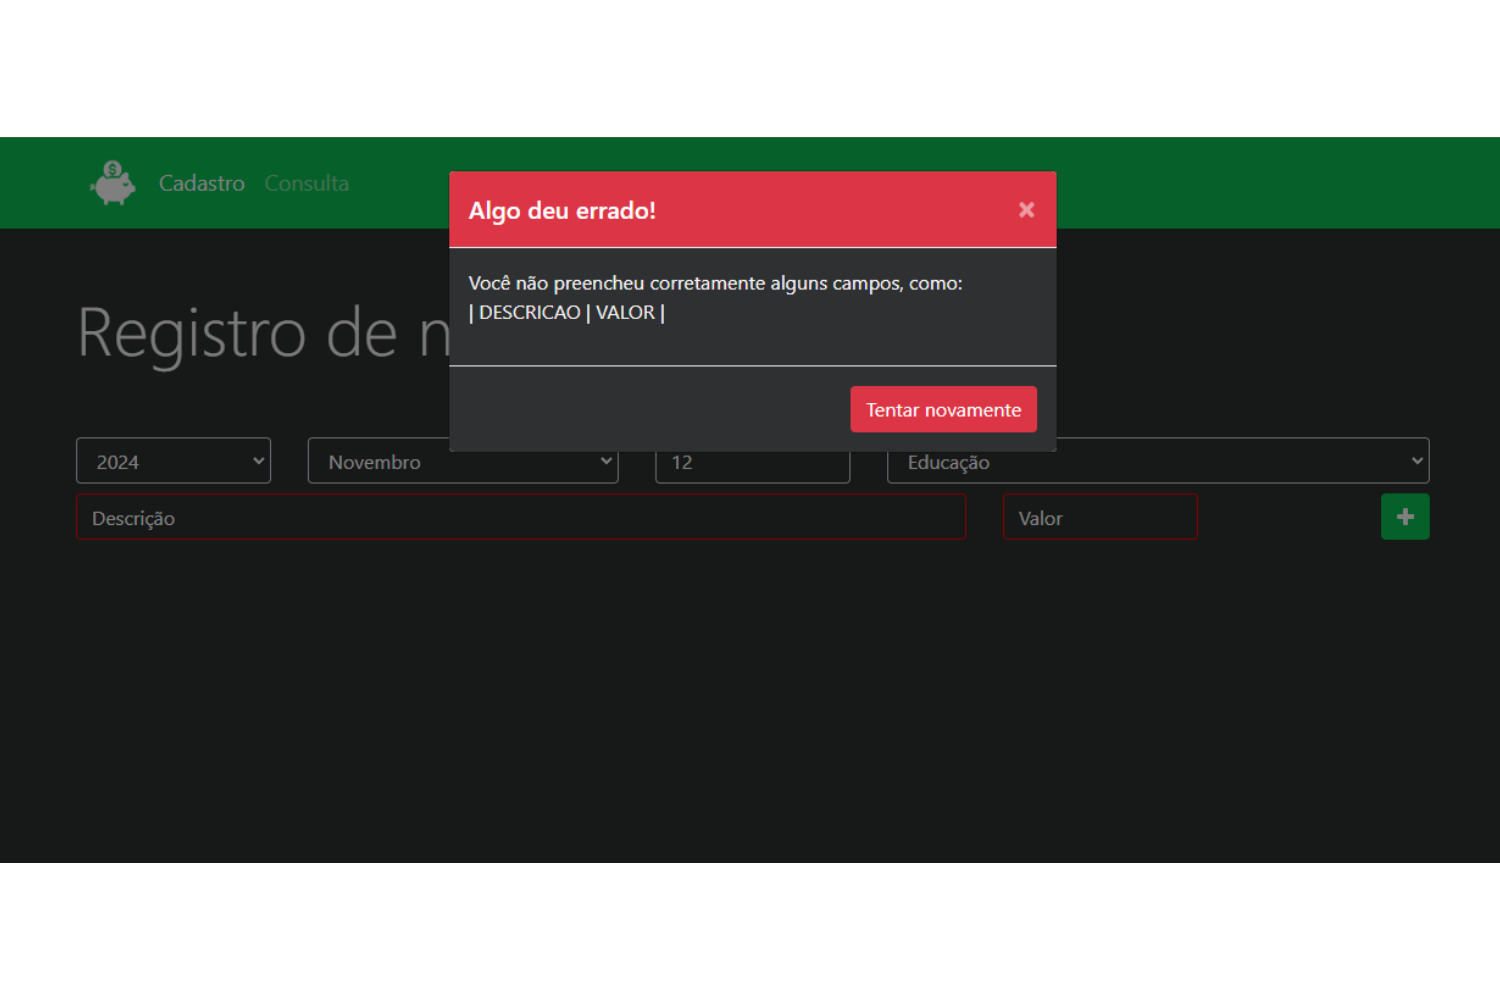 Cadastro Consulta
Algo deu errado!
Você não preencheu corretamente alguns campos, como:
| DESCRICAO | VALOR |
Tentar novamente
Registro de
2024 Novembro 12 Educação
Descrição Valor